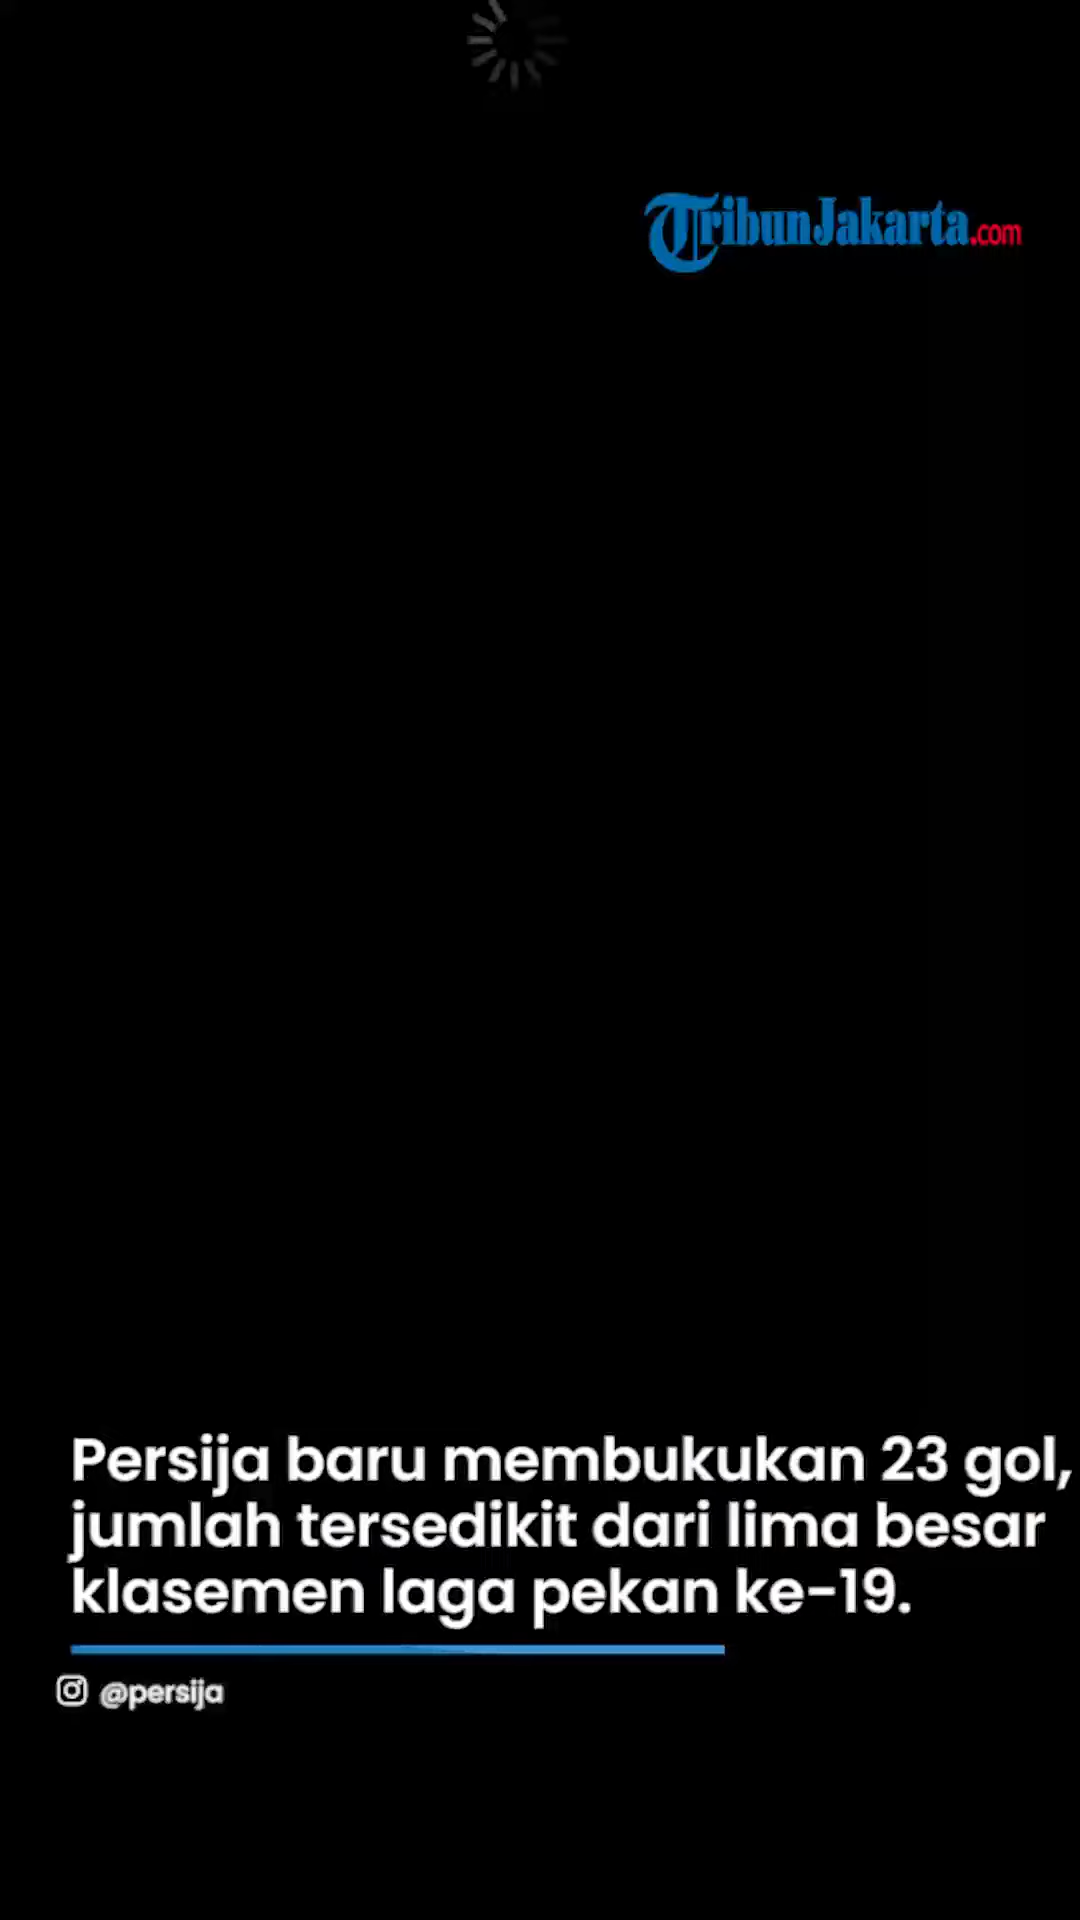 TribunJakarta.com
Persija baru membukukan 23 gol,
jumlah tersedikit dari lima besar
klasemen laga pekan ke-19.
@persija